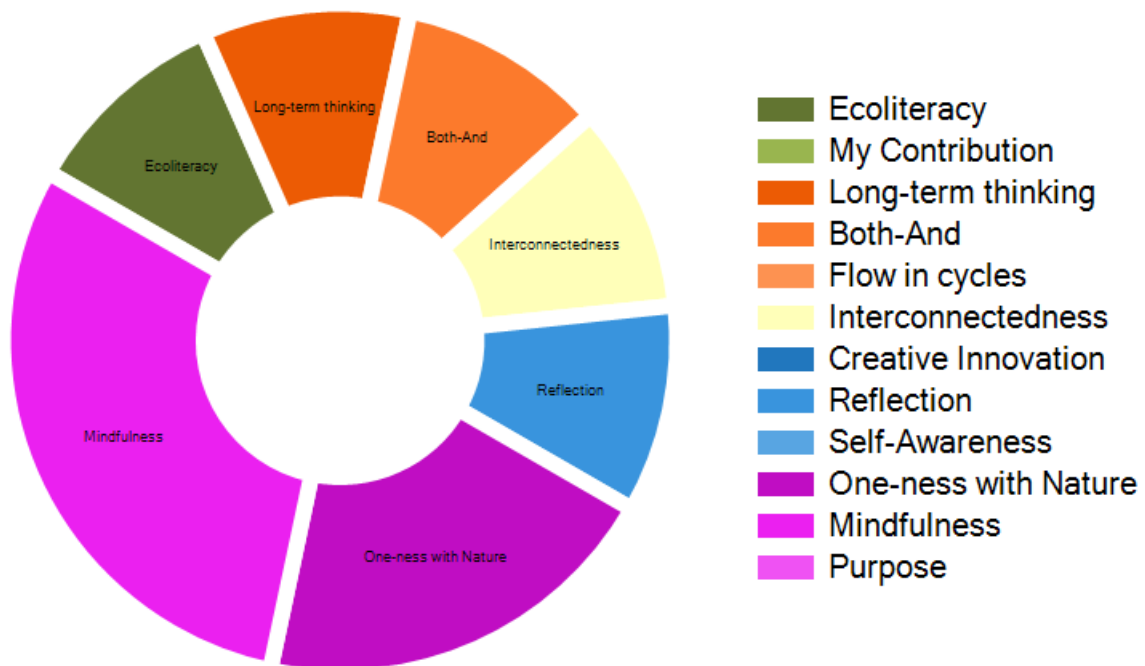 Long-term thinking
Both-And
Ecoliteracy
Interconnectedness
Reflection
Mindfulness
One-ness with Nature
Ecoliteracy
My Contribution
Long-term thinking
Both-And
Flow in cycles
Interconnectedness
Creative Innovation
Reflection
Self-Awareness
One-ness with Nature
Mindfulness
Purpose